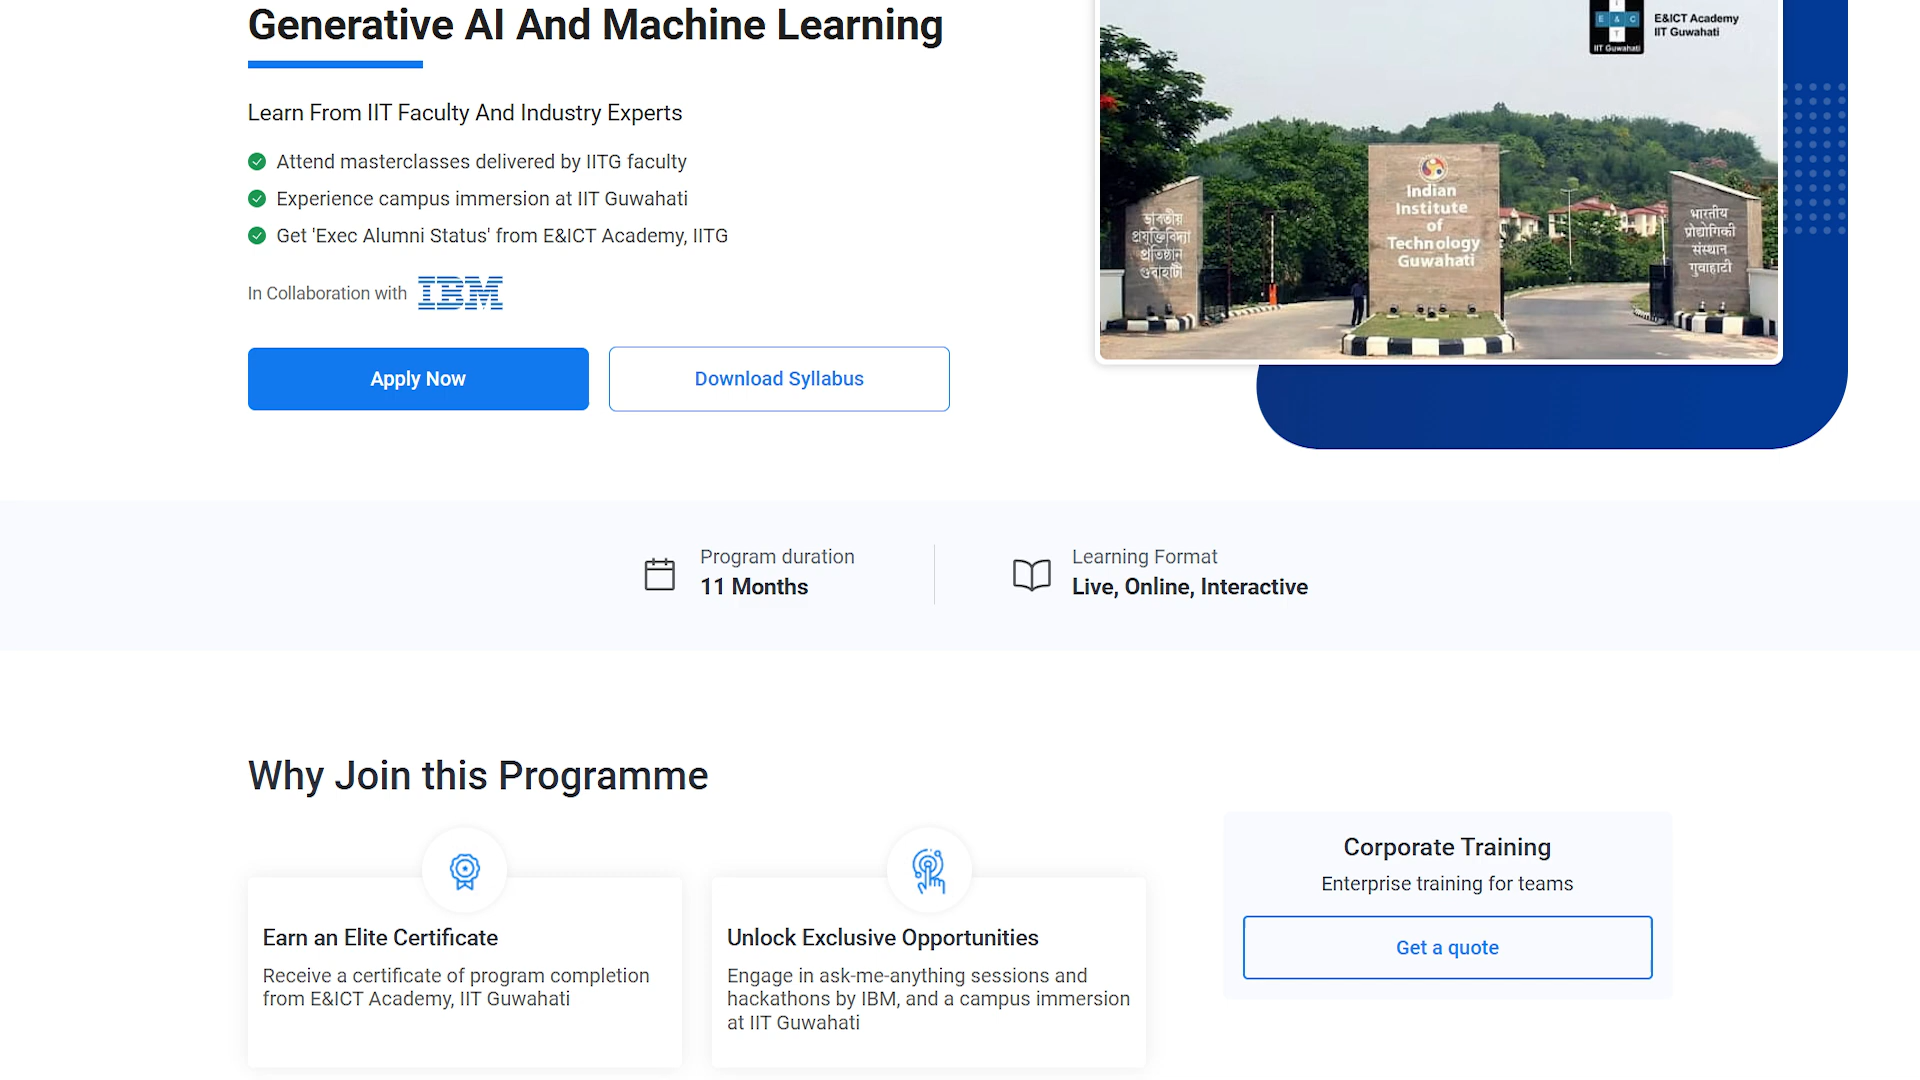 Generative AI And Machine Learning
Learn From IIT Faculty And Industry Experts
Attend masterclasses delivered by IITG faculty
Experience campus immersion at IIT Guwahati
Get 'Exec Alumni Status' from E&ICT Academy, IITG
In Collaboration with IBM
Apply Now
Download Syllabus
E & C
T
IIT Guwahati
E&ICT Academy
IIT Guwahati
ভাৰতীয়
প্ৰযুক্তিবিদ্যা
প্ৰতিষ্ঠান
গুৱাহাটী
Indian
Institute
of
Technology
Guwahati
भारतीय
प्रौद्योगिकी
संस्थान
गुवाहाटी
Program duration
11 Months
Learning Format
Live, Online, Interactive
Why Join this Programme
Earn an Elite Certificate
Receive a certificate of program completion
from E&ICT Academy, IIT Guwahati
Unlock Exclusive Opportunities
Engage in ask-me-anything sessions and
hackathons by IBM, and a campus immersion
at IIT Guwahati
Corporate Training
Enterprise training for teams
Get a quote